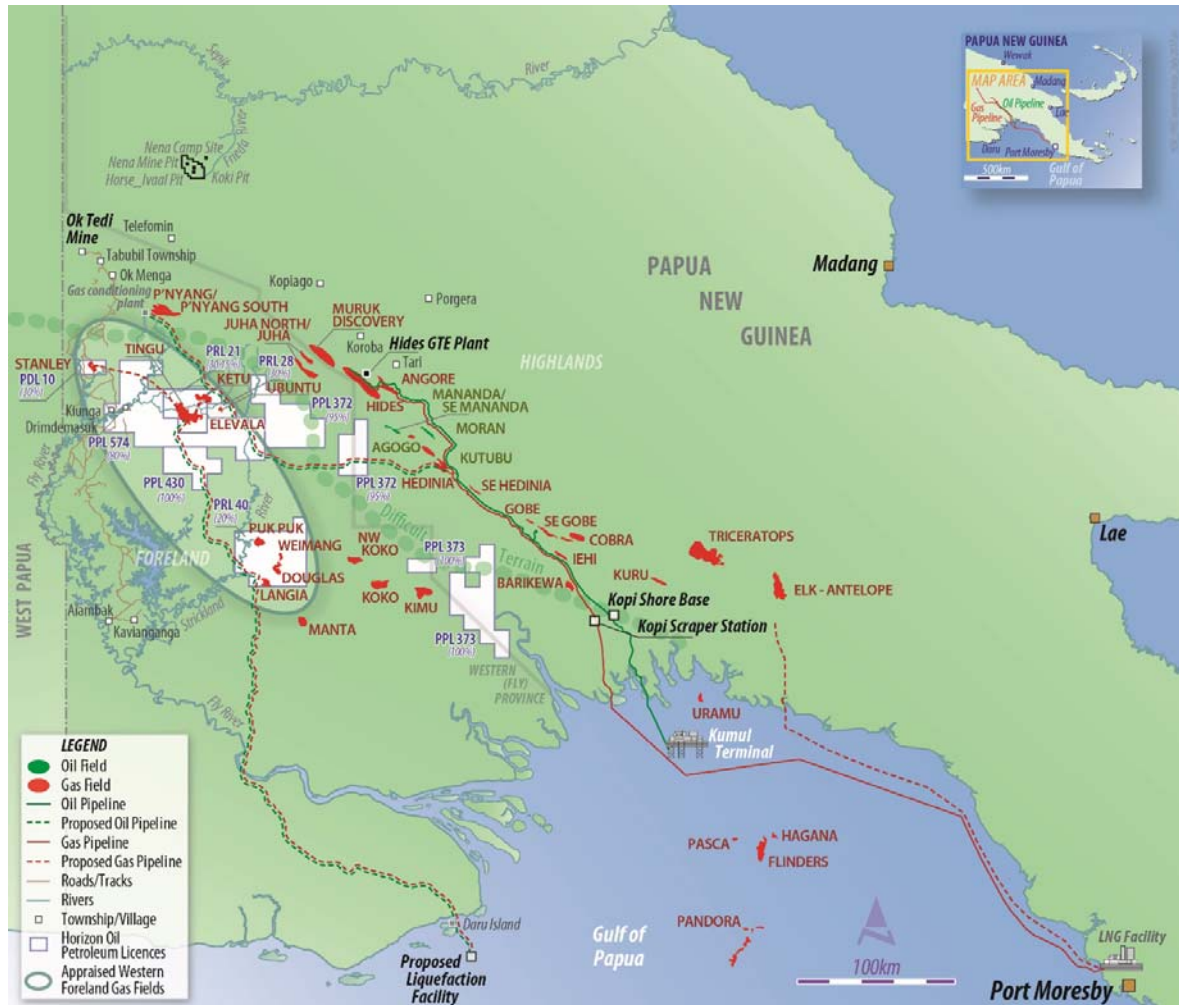 Sepik
River
Frieda River
Nena Camp Site
Nena Mine Pit
Horse_Ivaal Pit
Koki Pit
Ok Tedi
Mine
Telefomin
Tabubil Township
Ok Menga
Gas conditioning
plant
P'NYANG/
P'NYANG SOUTH
Kopiago
Porgera
MURUK
DISCOVERY
JUHA NORTH/
JUHA
Koroba
Hides GTE Plant
Tari
HIGHLANDS
PAPUA
NEW
GUINEA
Madang
Lae
STANLEY
PDL 10
(30%)
TINGU
PRL 21
PRL 28
(30%)
KETU
UBUNTU
ELEVALA
PPL 372
(95%)
HIDES
ANGORE
MANANDA/
SE MANANDA
MORAN
AGOGO
KUTUBU
HEDINIA
SE HEDINIA
Kiunga
Drimdemasuk
PPL 574
(80%)
PPL 430
(100%)
PPL 372
(95%)
PRL 40
(20%)
River
Fly River
GOBE
SE GOBE
COBRA
IEHI
Difficult
Terrain
PUK PUK
WEIMANG
DOUGLAS
LANGIA
FORELAND
WEST PAPUA
NW
KOKO
KOKO
KIMU
PPL 373
(100%)
BARIKEWA
KURU
TRICERATOPS
ELK - ANTELOPE
Kopi Shore Base
Kopi Scraper Station
Aiambak
Kavianganga
Strickland
MANTA
PPL 373
(100%)
WESTERN
(FLY)
PROVINCE
Fly River
URAMU
Kumul
Terminal
PASCA
HAGANA
FLINDERS
PANDORA
Gulf of
Papua
100km
Daru Island
Proposed
Liquefaction
Facility
LNG Facility
Port Moresby
LEGEND
Oil Field
Gas Field
Oil Pipeline
Proposed Oil Pipeline
Gas Pipeline
Proposed Gas Pipeline
Roads/Tracks
Rivers
Township/Village
Horizon Oil
Petroleum Licences
Appraised Western
Foreland Gas Fields
PAPUA NEW GUINEA
Wewak
MAP AREA
Madang
Oil Pipeline
Gas
Pipeline
Lae
Daru
Port Moresby
Gulf of
Papua
500km